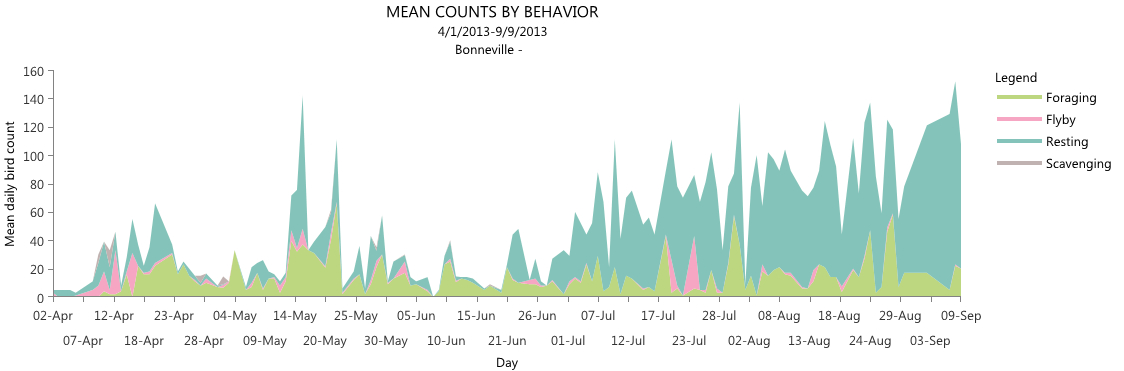 MEAN COUNTS BY BEHAVIOR
4/1/2013-9/9/2013
Bonneville -
Legend
Foraging
Flyby
Resting
Scavenging
Mean daily bird count
160
140
120
100
80
60
40
20
0
02-Apr 12-Apr 23-Apr 04-May 14-May 25-May 05-Jun 15-Jun 26-Jun 07-Jul 17-Jul 28-Jul 08-Aug 18-Aug 29-Aug 09-Sep
07-Apr 18-Apr 28-Apr 09-May 20-May 30-May 10-Jun 21-Jun 01-Jul 12-Jul 23-Jul 02-Aug 13-Aug 24-Aug 03-Sep
Day